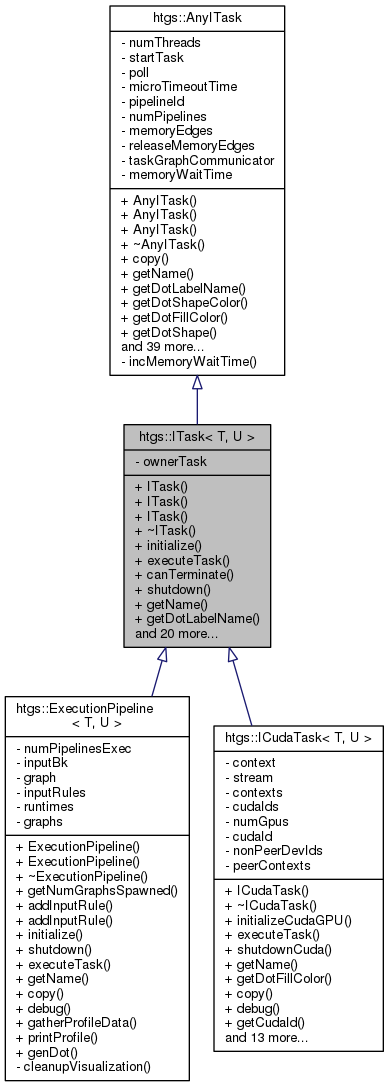 htgs::AnyITask
- numThreads
- startTask
- poll
- microTimeoutTime
- pipelineId
- numPipelines
- memoryEdges
- releaseMemoryEdges
- taskGraphCommunicator
- memoryWaitTime
+ AnyITask()
+ AnyITask()
+ AnyITask()
+ ~AnyITask()
+ copy()
+ getName()
+ getDotLabelName()
+ getDotShapeColor()
+ getDotFillColor()
+ getDotShape()
and 39 more...
- incMemoryWaitTime()
htgs::ITask< T, U >
- ownerTask
+ ITask()
+ ITask()
+ ITask()
+ ~ITask()
+ initialize()
+ executeTask()
+ canTerminate()
+ shutdown()
+ getName()
+ getDotLabelName()
and 20 more...
htgs::ExecutionPipeline
< T, U >
- numPipelinesExec
- inputBk
- graph
- inputRules
- runtimes
- graphs
+ ExecutionPipeline()
+ ExecutionPipeline()
+ ~ExecutionPipeline()
+ getNumGraphsSpawned()
+ addInputRule()
+ addInputRule()
+ initialize()
+ shutdown()
+ executeTask()
+ getName()
+ copy()
+ debug()
+ gatherProfileData()
+ printProfile()
+ genDot()
- cleanupVisualization()
htgs::ICudaTask< T, U >
- context
- stream
- contexts
- cudaIds
- numGpus
- cudaId
- nonPeerDevIds
- peerContexts
+ ICudaTask()
+ ~ICudaTask()
+ initializeCudaGPU()
+ executeTask()
+ shutdownCuda()
+ getName()
+ getDotFillColor()
+ copy()
+ debug()
+ getCudaId()
and 13 more...